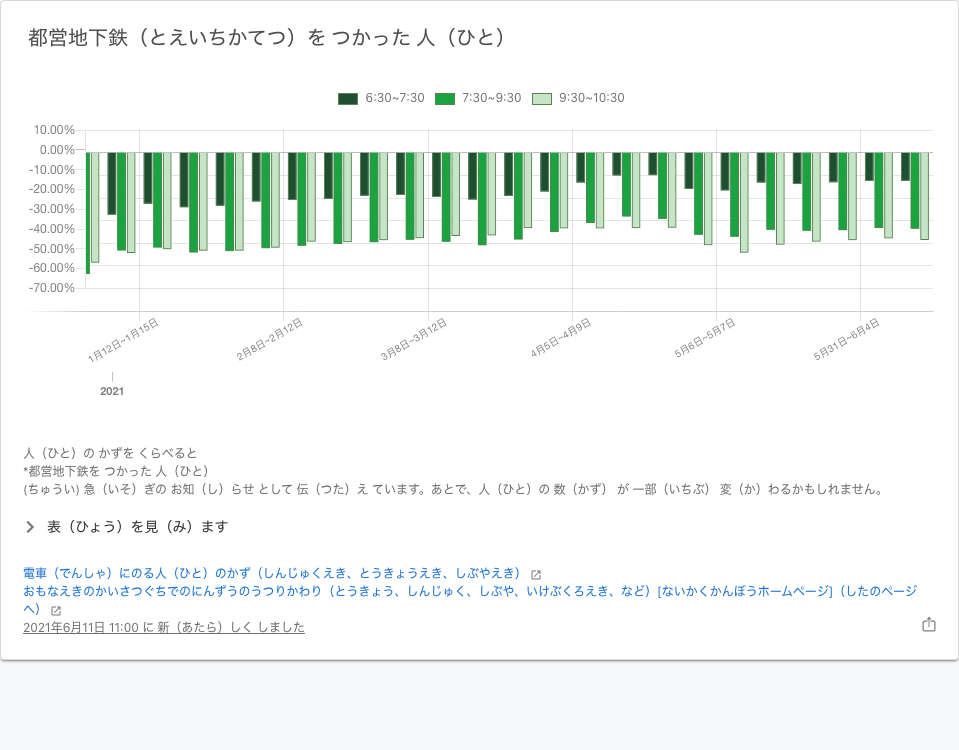 都営地下鉄（とえいちかてつ）を つかった 人（ひと）
6:30~7:30 7:30~9:30 9:30~10:30
10.00%
0.00%
-10.00%
-20.00%
-30.00%
-40.00%
-50.00%
-60.00%
-70.00%
1月12日~1月15日
2月8日~2月12日
3月8日~3月12日
4月5日~4月9日
5月6日~5月7日
5月31日~6月4日
2021
人（ひと）の かずを くらべると
*都営地下鉄を つかった 人（ひと）
(ちゅうい) 急（いそ）ぎの お知（し）らせ として 伝（つた）え ています。あとで、人（ひと）の 数（かず） が 一部（いちぶ） 変（か）わるかもしれません。
表（ひょう）を見（み）ます
電車（でんしゃ）にのる人（ひと）のかず（しんじゅくえき、とうきょうえき、しぶやえき）
おもなえきのかいさつぐちでのにんずうのうつりかわり（とうきょう、しんじゅく、しぶや、いけぶくろえき、など）[ないかくかんぼうホームページ]（したのページ
へ）
2021年6月11日 11:00 に 新（あたら）しく しました